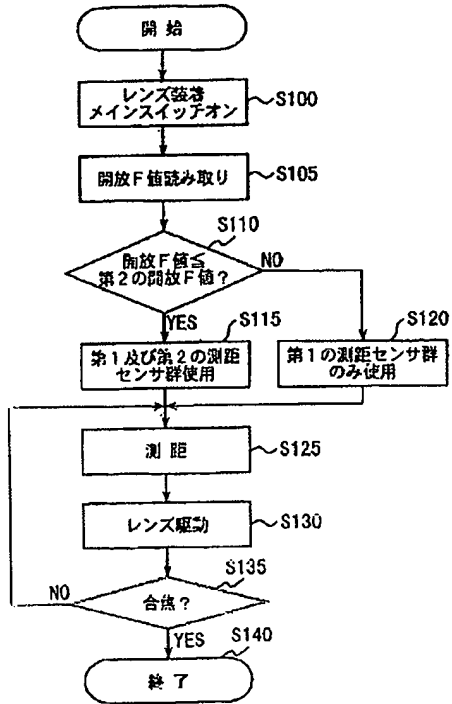 開 始
レンズ装着
メインスイッチオン
S100
開放F値読み取り
S105
S110
開放F値≦
第2の開放F値?
NO
YES
S115
第1及び第2の測距
センサ群使用
S120
第1の測距センサ群
のみ使用
測 距
S125
レンズ駆動
S130
S135
合焦?
NO
YES
S140
終 了